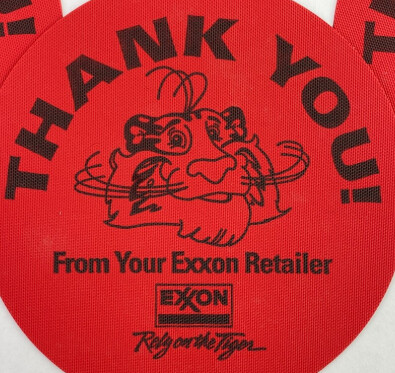 THANK YOU!
From Your Exxon Retailer
EXXON
Rely on the Tiger